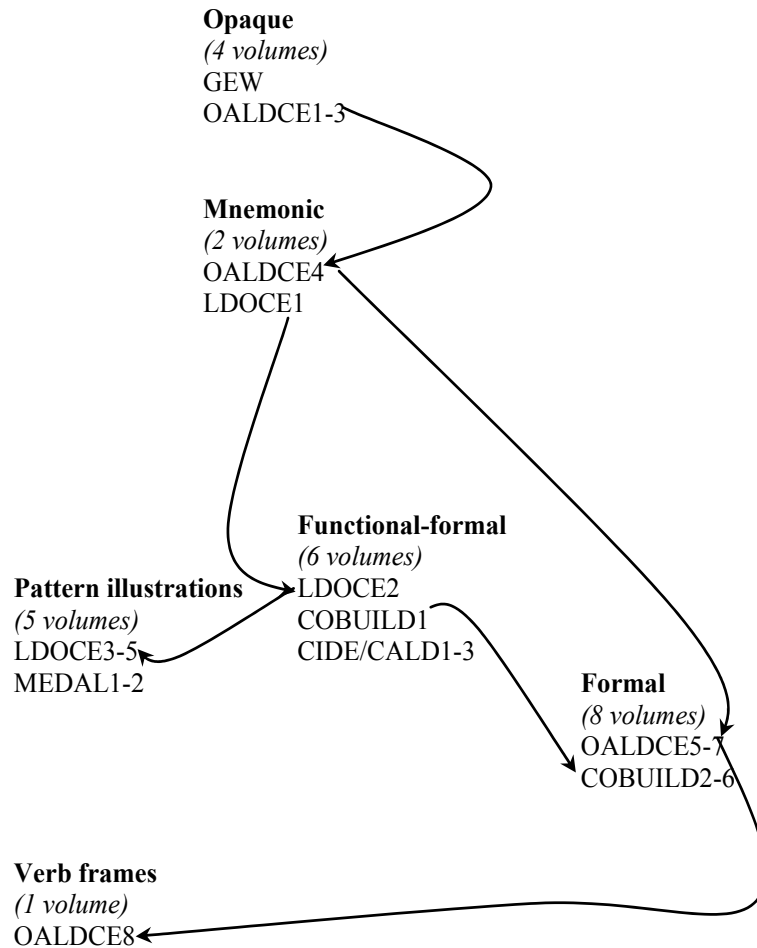 Opaque
(4 volumes)
GEW
OALDCE1-3
Mnemonic
(2 volumes)
OALDCE4
LDOCE1
Functional-formal
(6 volumes)
LDOCE2
COBUILD1
CIDE/CALD1-3
Pattern illustrations
(5 volumes)
LDOCE3-5
MEDAL1-2
Formal
(8 volumes)
OALDCE5-7
COBUILD2-6
Verb frames
(1 volume)
OALDCE8